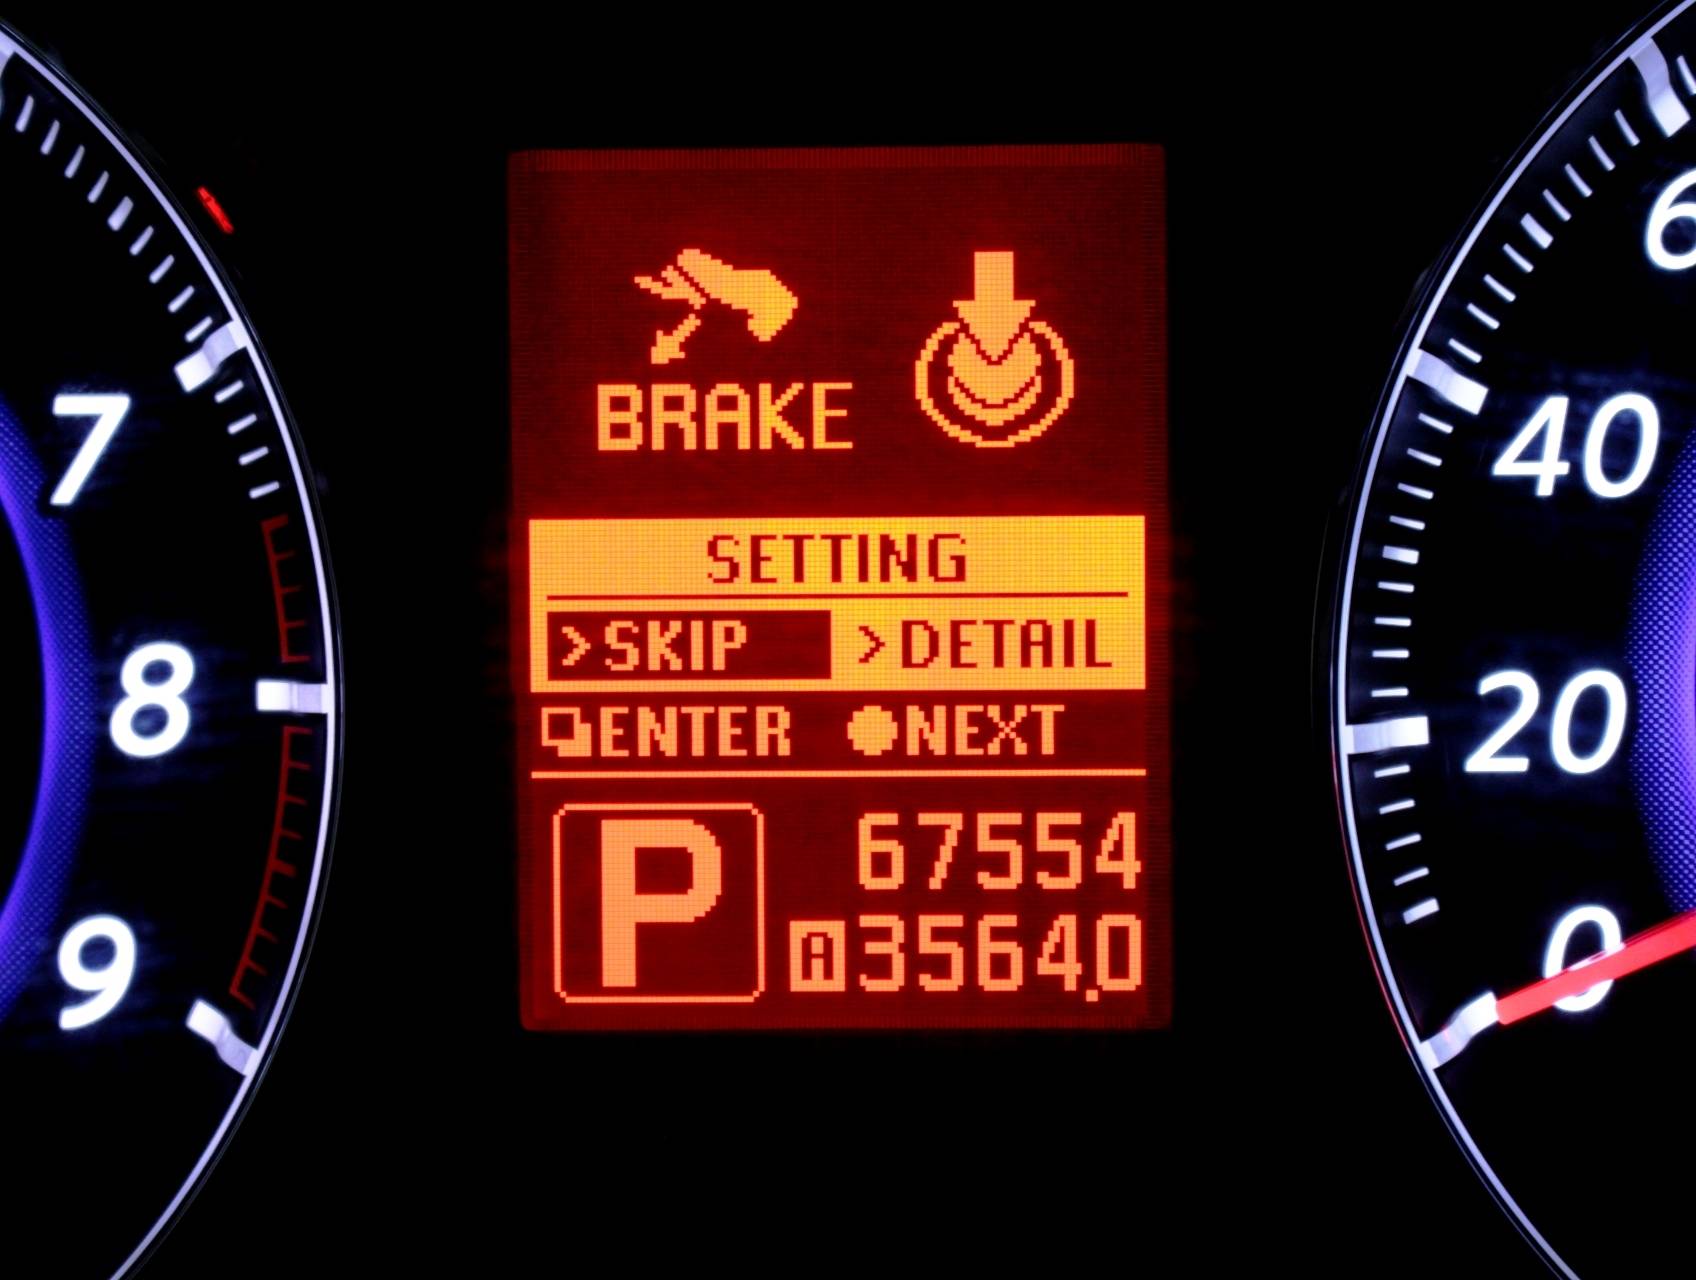 BRAKE
SETTING
>SKIP >DETAIL
ENTER ●NEXT
P
67554
A 3564.0
7
8
9
6
40
20
0